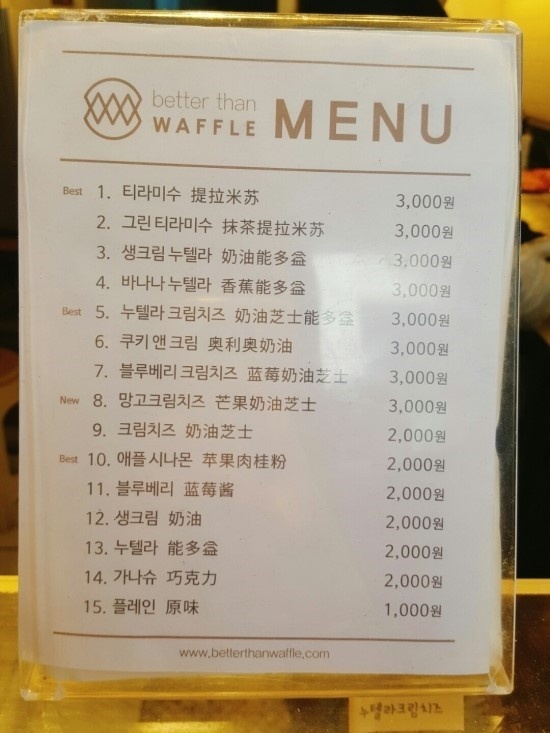 better than
WAFFLE MENU
Best 1. 티라미수 提拉米苏 3,000원
2. 그린티라미수 抹茶提拉米苏 3,000원
3. 생크림누텔라 奶油能多益 3,000원
4. 바나나누텔라 香蕉能多益 3,000원
Best 5. 누텔라크림치즈 奶油芝士能多益 3,000원
6. 쿠키앤크림 奥利奥奶油 3,000원
7. 블루베리크림치즈 蓝莓奶油芝士 3,000원
New 8. 망고크림치즈 芒果奶油芝士 3,000원
9. 크림치즈 奶油芝士 2,000원
Best 10. 애플시나몬 苹果肉桂粉 2,000원
11. 블루베리 蓝莓酱 2,000원
12. 생크림 奶油 2,000원
13. 누텔라 能多益 2,000원
14. 가나슈 巧克力 2,000원
15. 플레인 原味 1,000원
www.betterthanwaffle.com
누텔라크림치즈